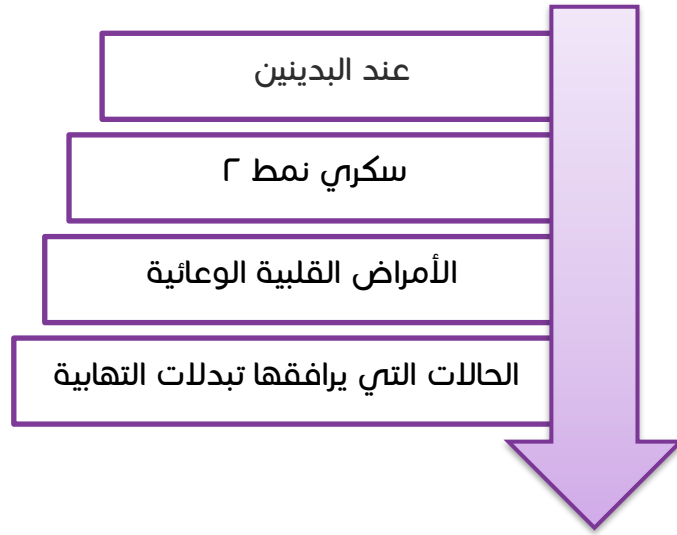 عند البدينين
سكري نمط ٢
الأمراض القلبية الوعائية
الحالات التي يرافقها تبدلات التهابية